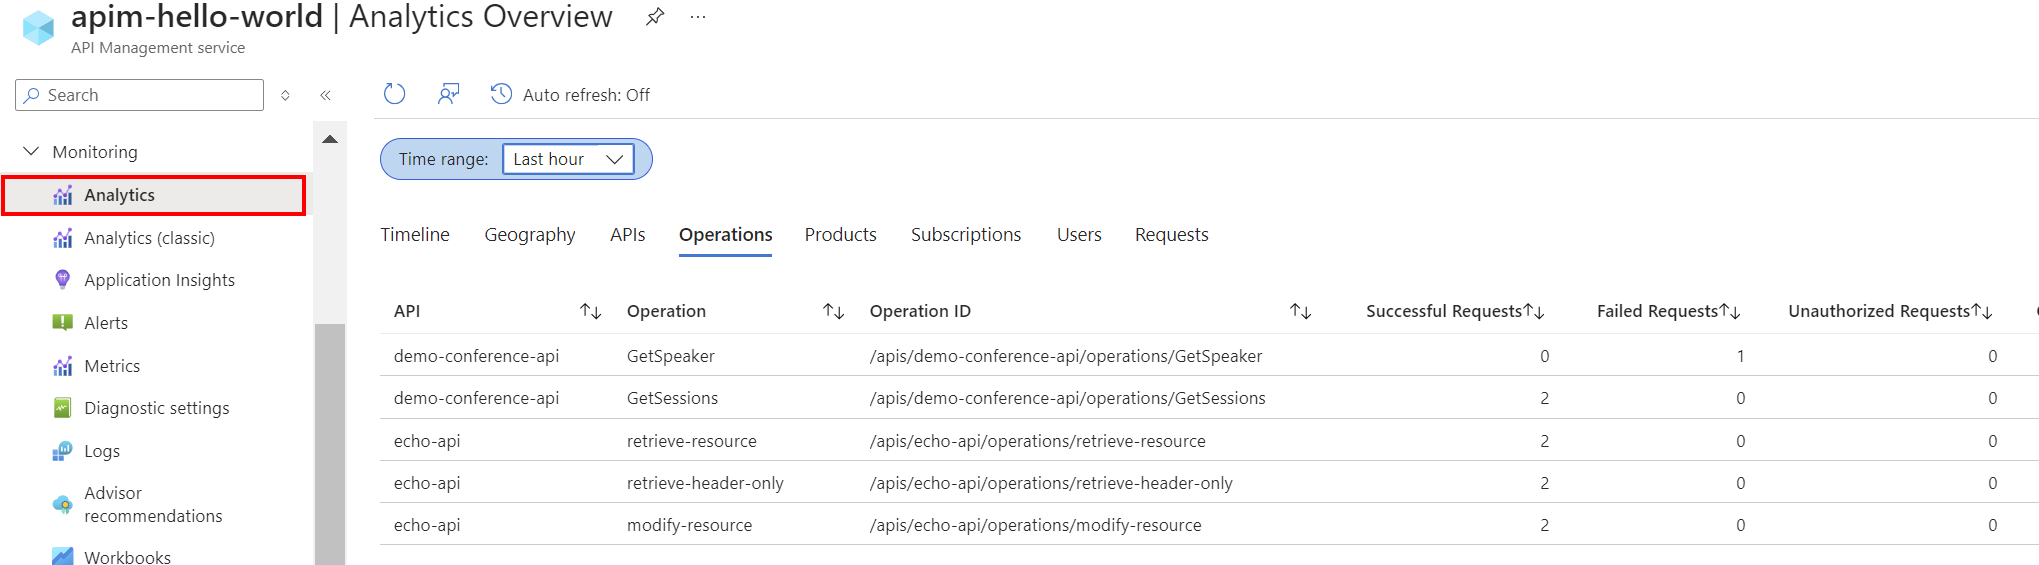 apim-hello-world | Analytics Overview
API Management service
Search
Auto refresh: Off
Monitoring
Analytics
Analytics (classic)
Application Insights
Alerts
Metrics
Diagnostic settings
Logs
Advisor
recommendations
Workbooks
Time range: Last hour
Timeline Geography APIs Operations Products Subscriptions Users Requests
API Operation Operation ID Successful Requests Failed Requests Unauthorized Requests
demo-conference-api GetSpeaker /apis/demo-conference-api/operations/GetSpeaker 0 1 0
demo-conference-api GetSessions /apis/demo-conference-api/operations/GetSessions 2 0 0
echo-api retrieve-resource /apis/echo-api/operations/retrieve-resource 2 0 0
echo-api retrieve-header-only /apis/echo-api/operations/retrieve-header-only 2 0 0
echo-api modify-resource /apis/echo-api/operations/modify-resource 2 0 0